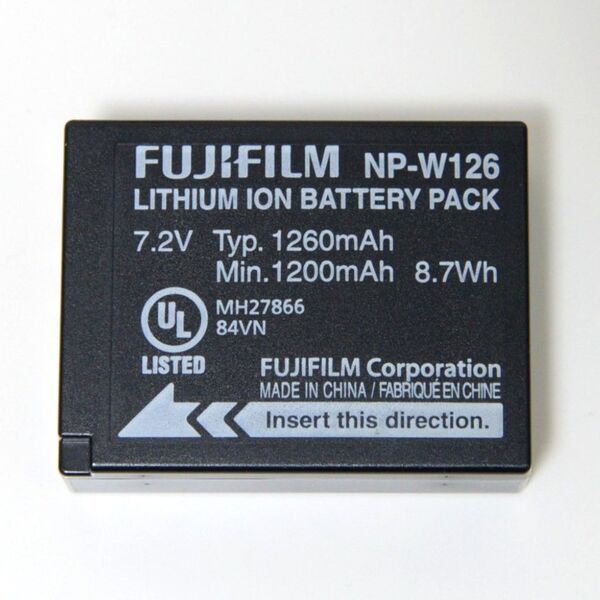 FUJIFILM NP-W126
LITHIUM ION BATTERY PACK
7.2V Typ. 1260mAh
Min.1200mAh 8.7Wh
UL
LISTED
MH27866
84VN
FUJIFILM Corporation
MADE IN CHINA / FABRIQUÉ EN CHINE
Insert this direction.